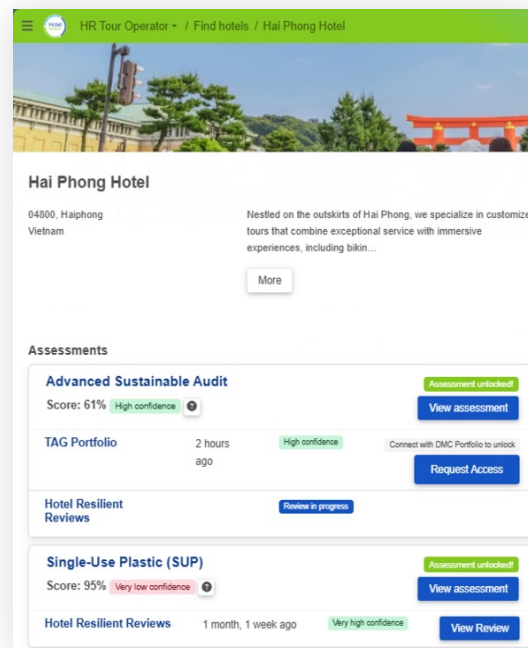 HR Tour Operator / Find hotels / Hai Phong Hotel
Hai Phong Hotel
04800, Haiphong
Vietnam
Nestled on the outskirts of Hai Phong, we specialize in customize
tours that combine exceptional service with immersive
experiences, including bikin...
More
Assessments
Advanced Sustainable Audit
Assessment unlocked!
Score: 61% High confidence ?
View assessment
TAG Portfolio
2 hours
ago
High confidence
Connect with DMC Portfolio to unlock
Request Access
Hotel Resilient
Reviews
Review in progress
Single-Use Plastic (SUP)
Assessment unlocked!
Score: 95% Very low confidence ?
View assessment
Hotel Resilient Reviews
1 month, 1 week ago
Very high confidence
View Review